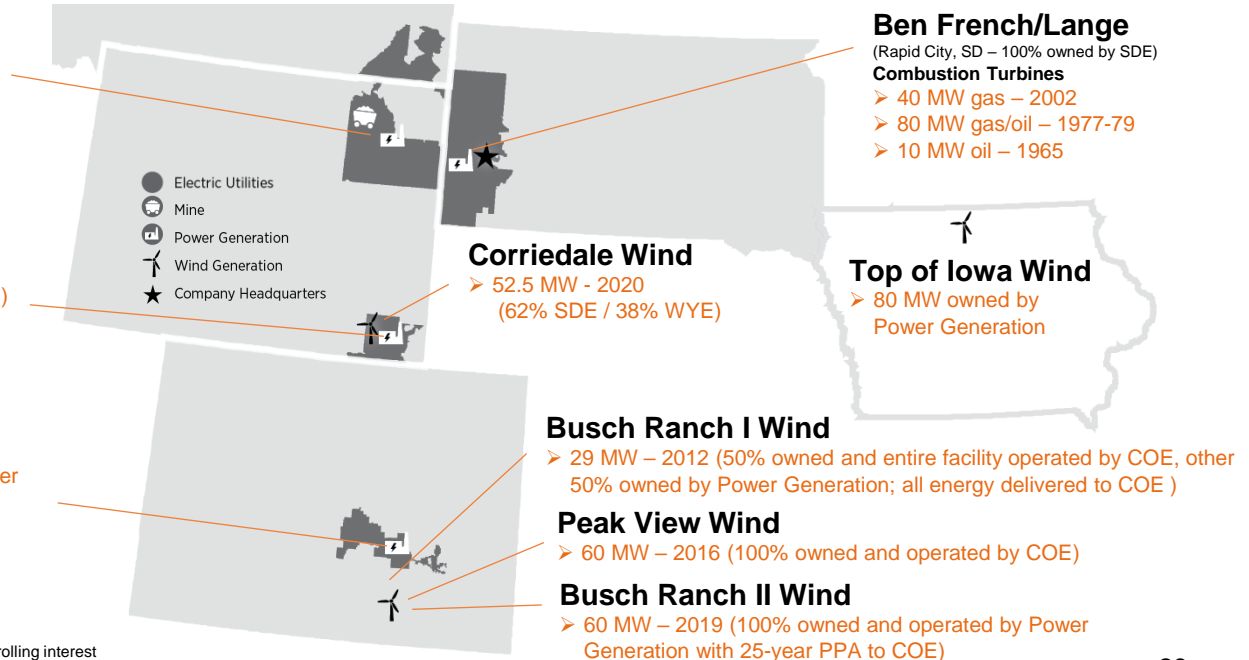 Ben French/Lange
(Rapid City, SD – 100% owned by SDE)
Combustion Turbines
➢ 40 MW gas – 2002
➢ 80 MW gas/oil – 1977-79
➢ 10 MW oil – 1965
Electric Utilities
Mine
Power Generation
Wind Generation
Company Headquarters
)
Corriedale Wind
➢ 52.5 MW - 2020
(62% SDE / 38% WYE)
Top of Iowa Wind
➢ 80 MW owned by
Power Generation
er
Busch Ranch I Wind
➢ 29 MW – 2012 (50% owned and entire facility operated by COE, other
50% owned by Power Generation; all energy delivered to COE )
Peak View Wind
➢ 60 MW – 2016 (100% owned and operated by COE)
Busch Ranch II Wind
➢ 60 MW – 2019 (100% owned and operated by Power
Generation with 25-year PPA to COE)
rolling interest